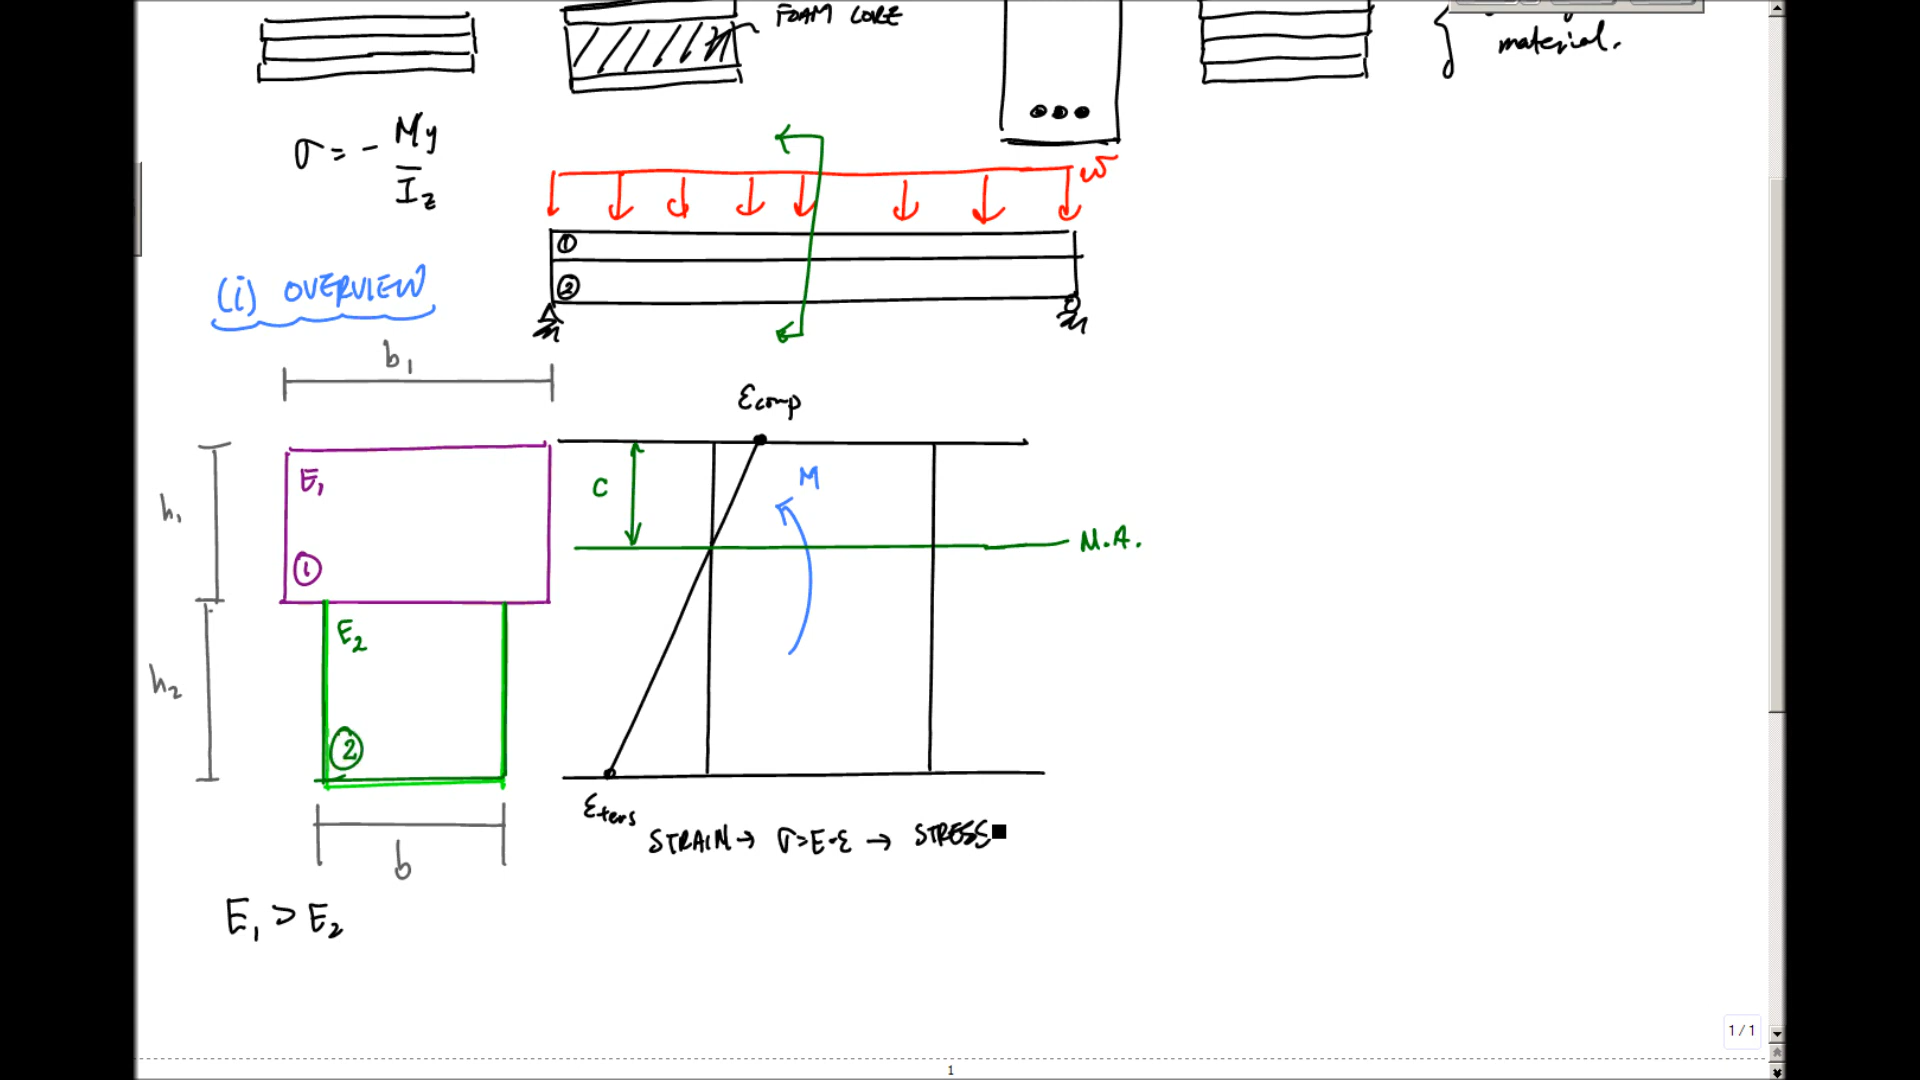 FOAM CORE
material.
σ = - My
I_z
w
①
②
(i) OVERVIEW
b₁
εcomp
E₁
h₁
c
M
N.A.
①
E₂
h₂
②
εtens
STRAIN → σ=E·ε → STRESS
b
E₁ > E₂
1 / 1
1